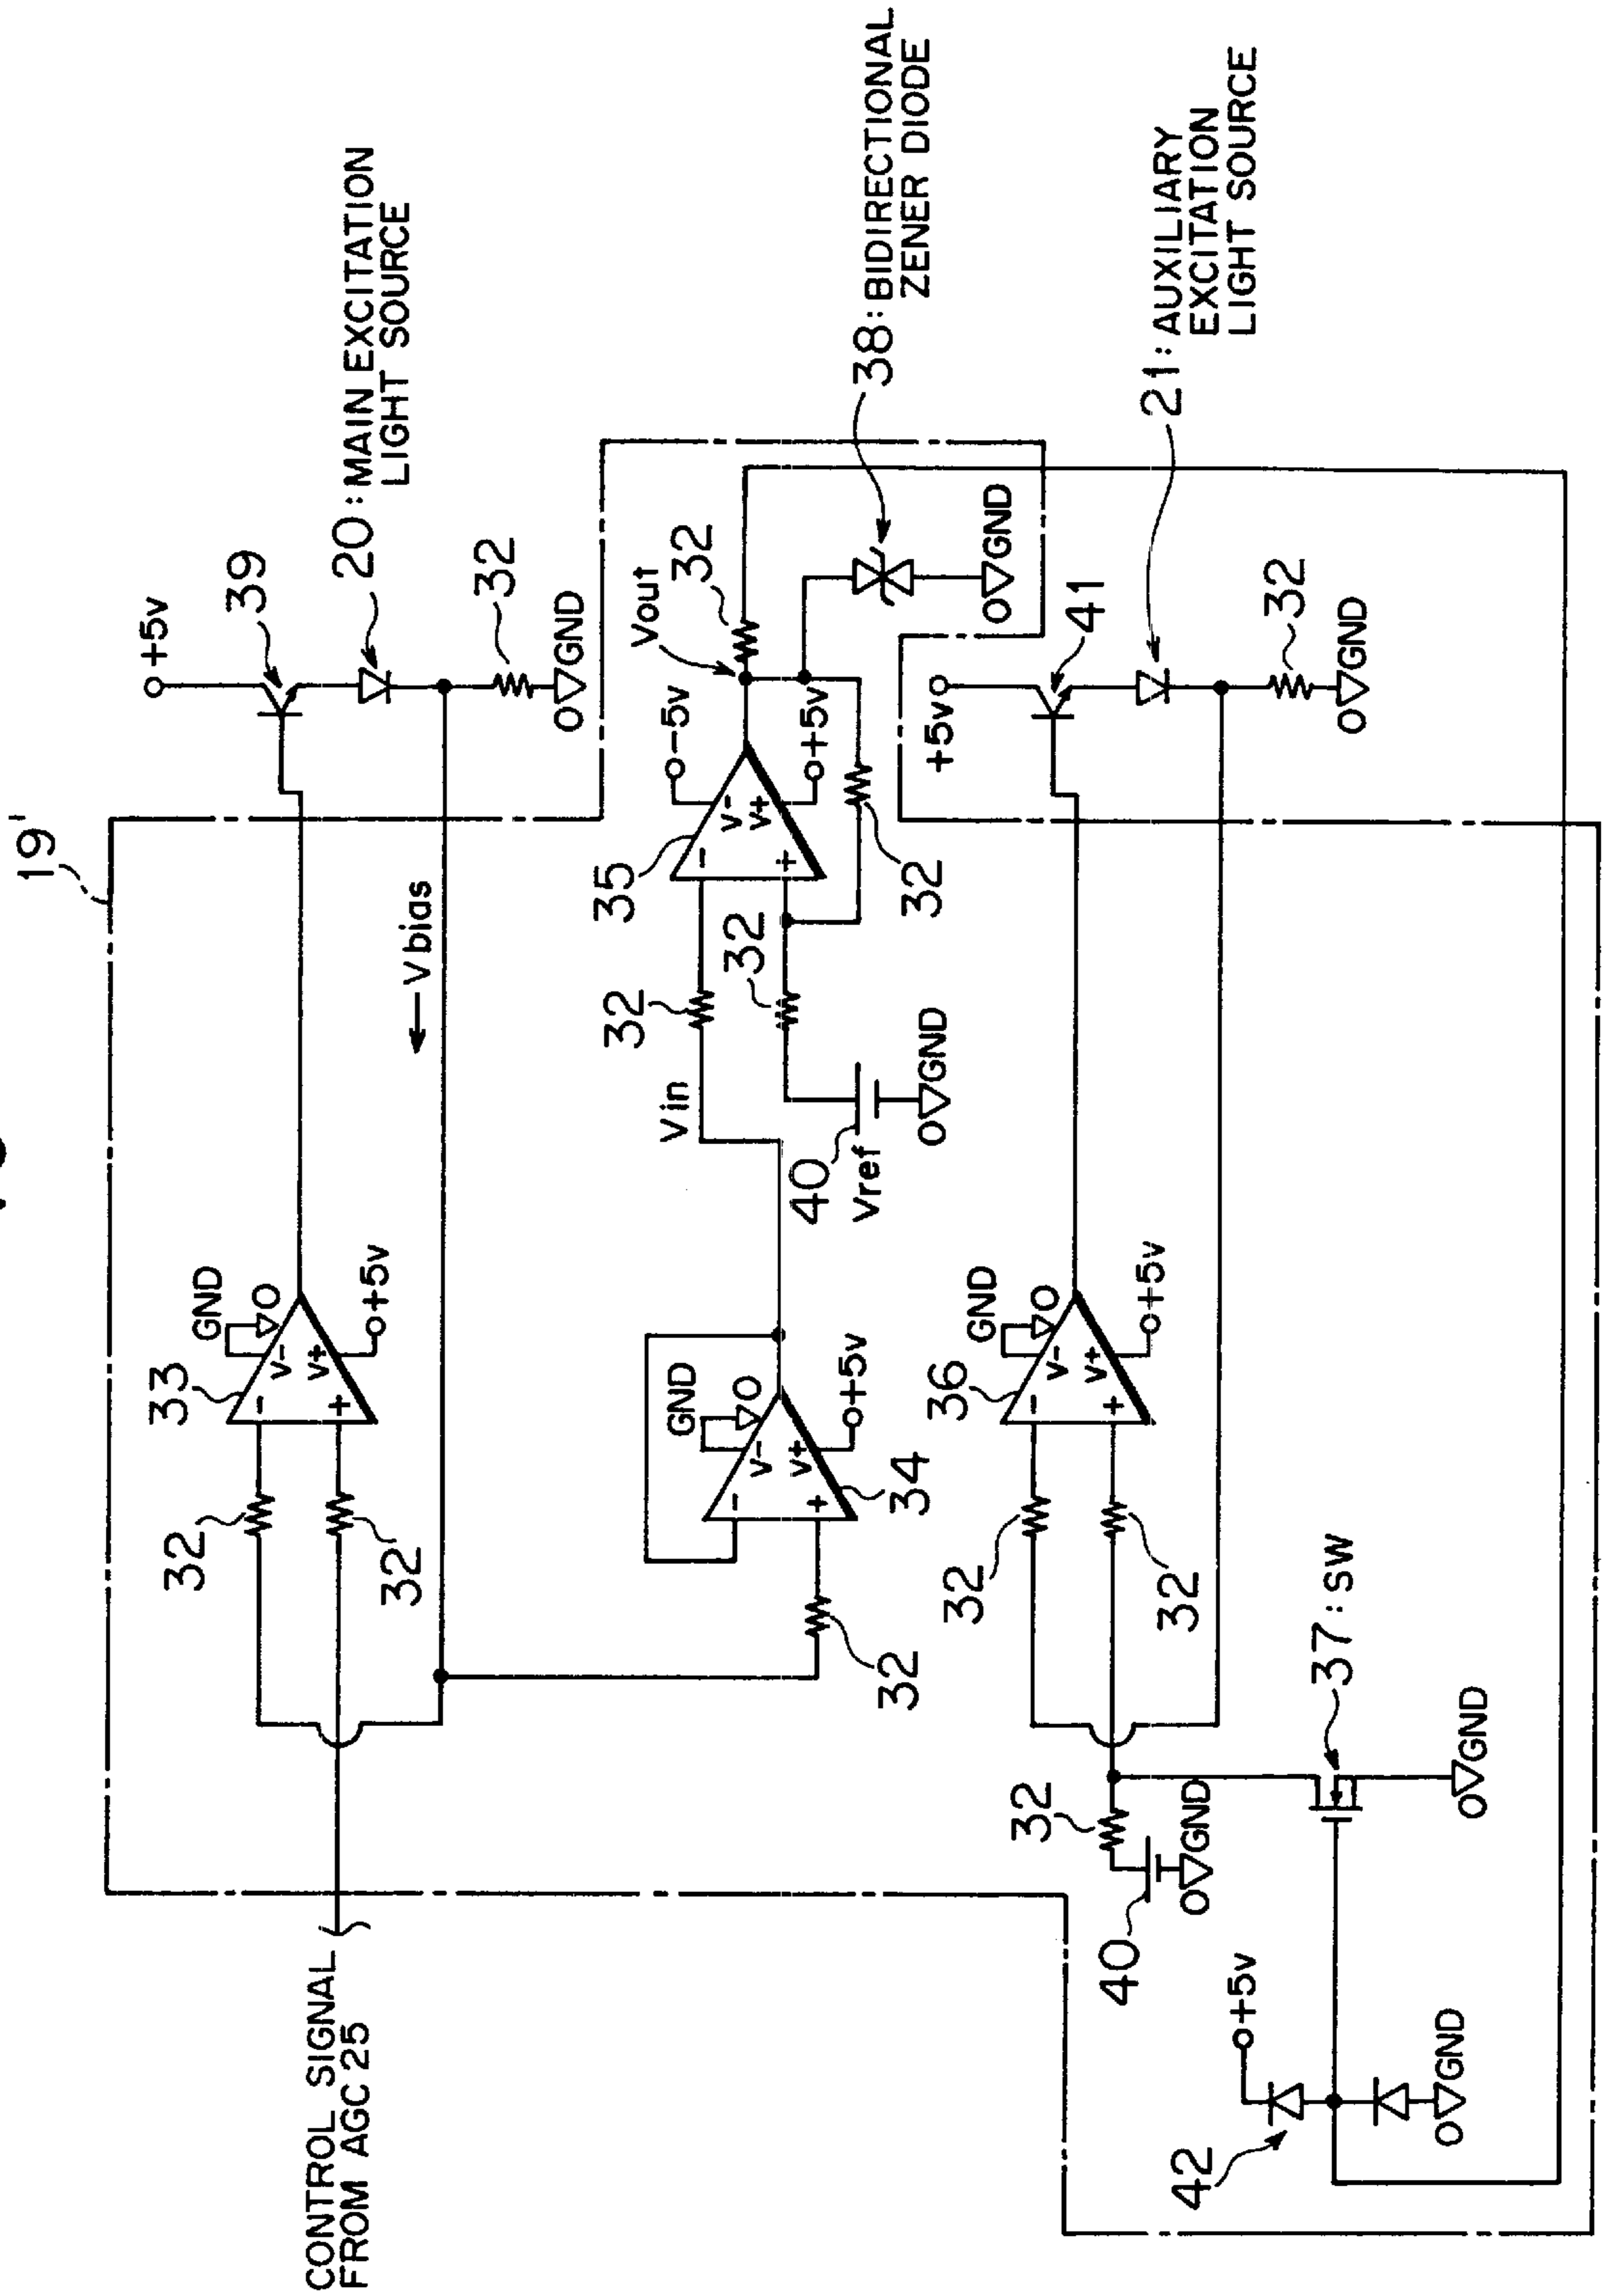 19'
+5v
39
20: MAIN EXCITATION
LIGHT SOURCE
32
O GND
33
GND
O
V-
V+
-
+
+5v
32
32
CONTROL SIGNAL
FROM AGC 25
← Vbias
34
GND
O
V-
V+
-
+
+5v
32
Vin
32
32
40
Vref
O GND
35
-5v
V-
V+
-
+
+5v
32
Vout
32
38: BIDIRECTIONAL
ZENER DIODE
O GND
36
GND
O
V-
V+
-
+
+5v
32
32
32
40
O GND
+5v
41
21: AUXILIARY
EXCITATION
LIGHT SOURCE
32
O GND
37: SW
O GND
+5v
42
O GND